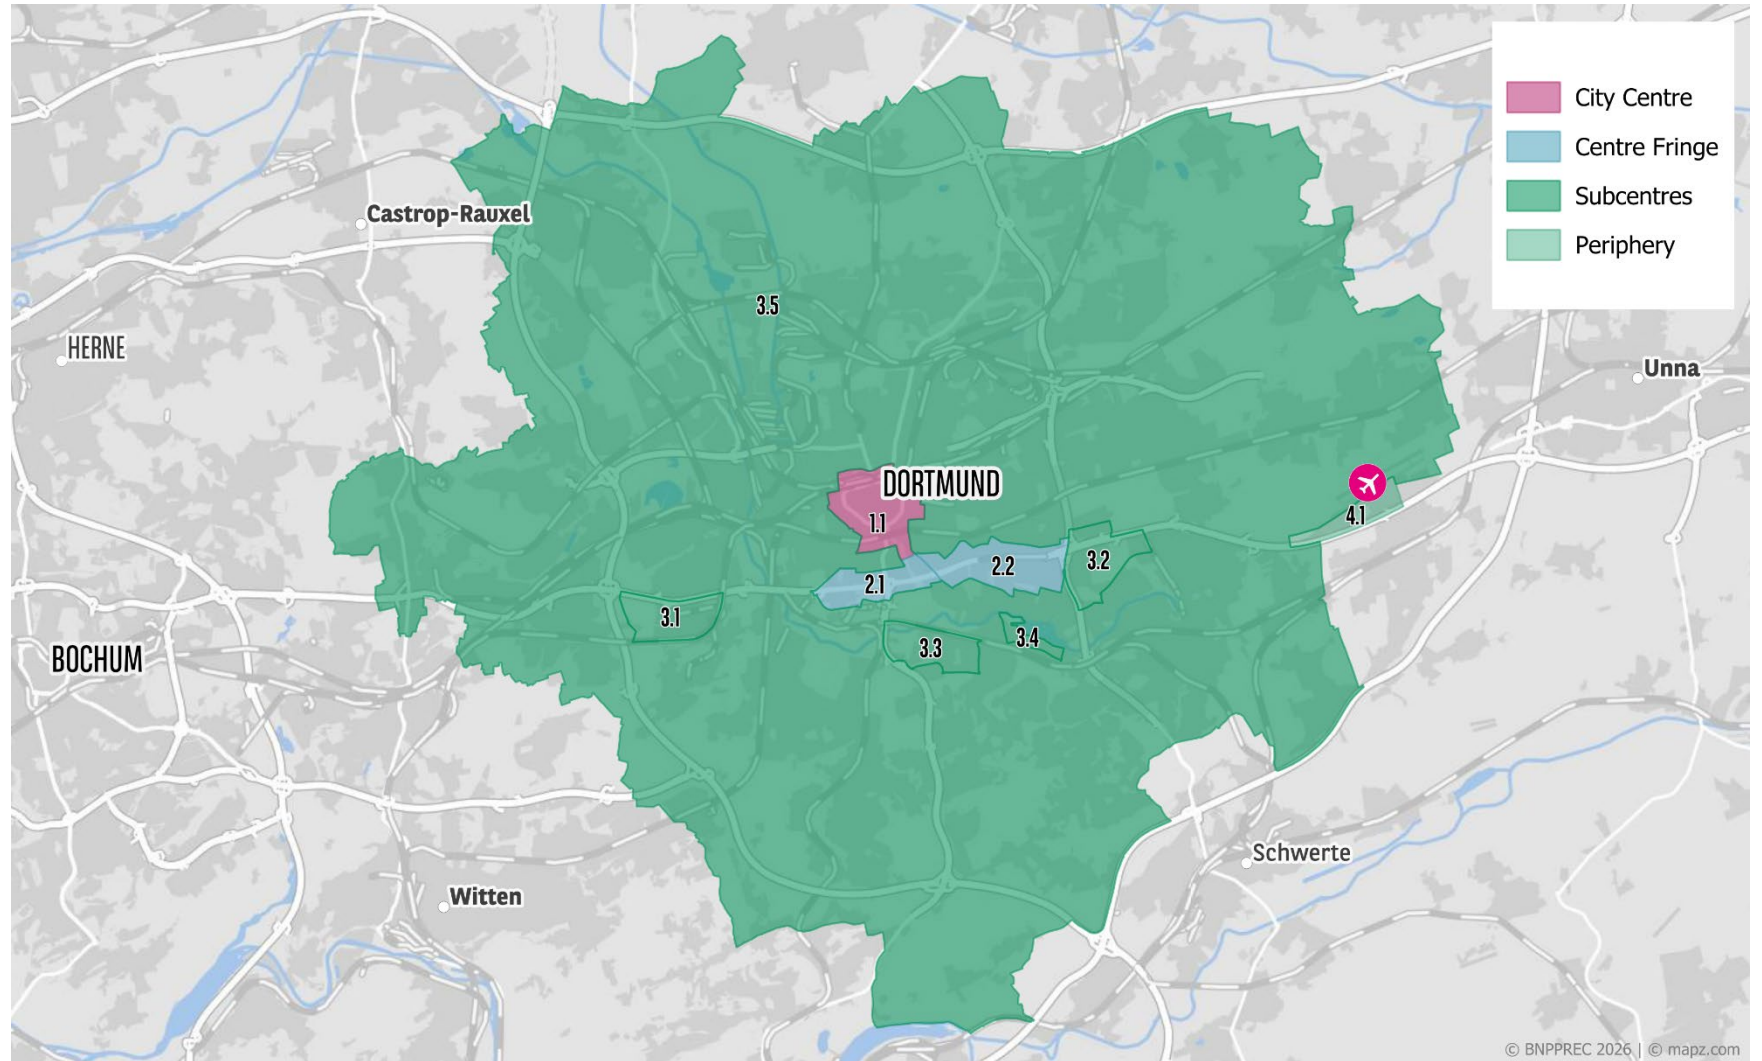 City Centre
Centre Fringe
Subcentres
Periphery
Castrop-Rauxel
3.5
HERNE
Unna
DORTMUND
1.1
4.1
2.2
3.2
2.1
3.1
3.4
3.3
BOCHUM
Schwerte
Witten
© BNPPREC 2026 | © mapz.com